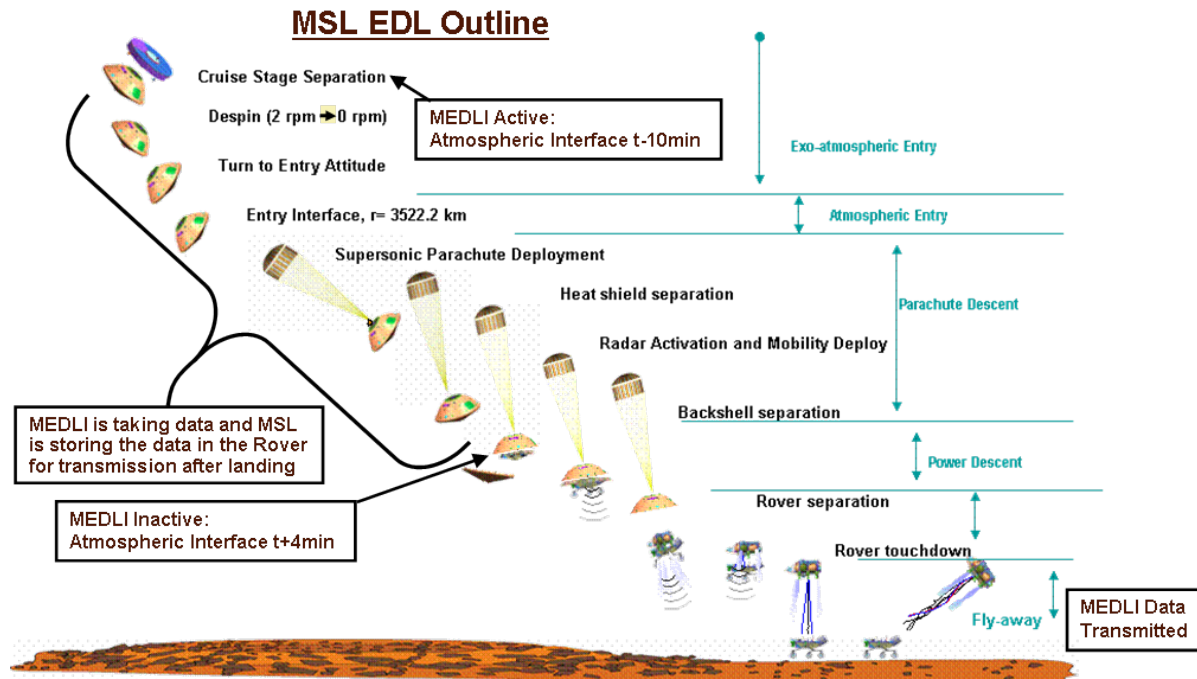 MSL EDL Outline
Cruise Stage Separation
Despin (2 rpm → 0 rpm)
MEDLI Active:
Atmospheric Interface t-10min
Exo-atmospheric Entry
Turn to Entry Attitude
Entry Interface, r= 3522.2 km
Atmospheric Entry
Supersonic Parachute Deployment
Heat shield separation
Parachute Descent
Radar Activation and Mobility Deploy
MEDLI is taking data and MSL
is storing the data in the Rover
for transmission after landing
Backshell separation
Power Descent
Rover separation
MEDLI Inactive:
Atmospheric Interface t+4min
Rover touchdown
Fly-away
MEDLI Data
Transmitted